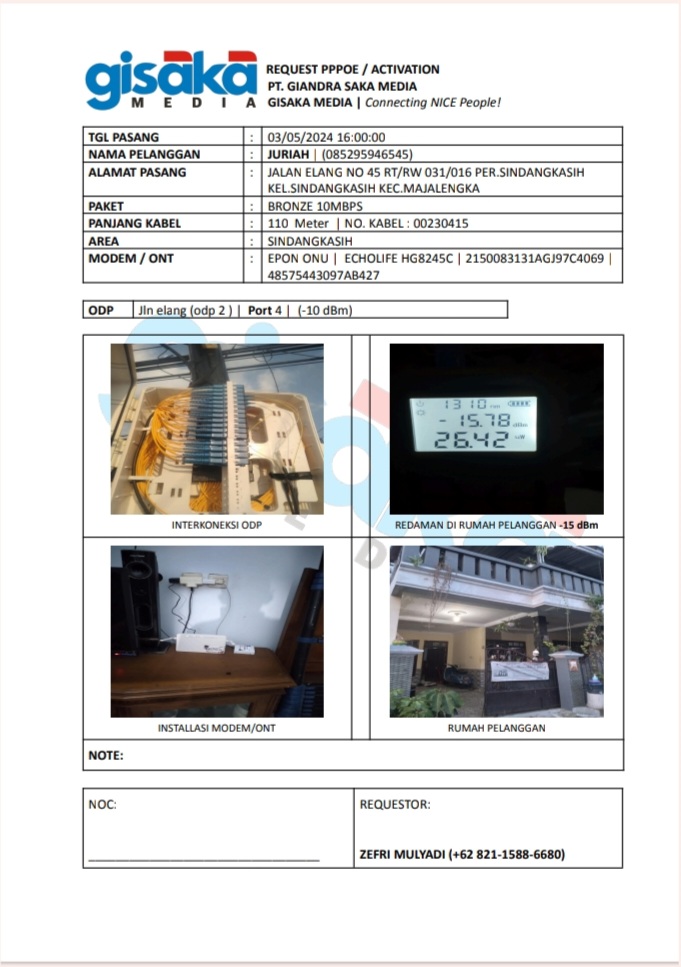 gisaka
MEDIA
REQUEST PPPOE / ACTIVATION
PT. GIANDRA SAKA MEDIA
GISAKA MEDIA | Connecting NICE People!
TGL PASANG : 03/05/2024 16:00:00
NAMA PELANGGAN : JURIAH | (085295946545)
ALAMAT PASANG : JALAN ELANG NO 45 RT/RW 031/016 PER.SINDANGKASIH
KEL.SINDANGKASIH KEC.MAJALENGKA
PAKET : BRONZE 10MBPS
PANJANG KABEL : 110 Meter | NO. KABEL : 00230415
AREA : SINDANGKASIH
MODEM / ONT : EPON ONU | ECHOLIFE HG8245C | 2150083131AGJ97C4069 |
48575443097AB427
ODP Jln elang (odp 2 ) | Port 4 | (-10 dBm)
1310 nm
-15.78 dBm
26.42 uW
INTERKONEKSI ODP
REDAMAN DI RUMAH PELANGGAN -15 dBm
INSTALLASI MODEM/ONT
RUMAH PELANGGAN
NOTE:
NOC:
REQUESTOR:
ZEFRI MULYADI (+62 821-1588-6680)